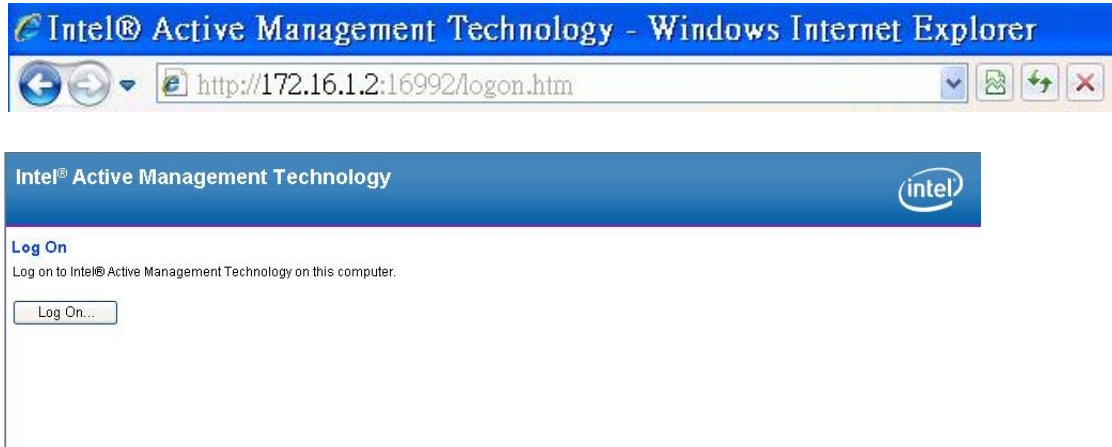 Intel® Active Management Technology - Windows Internet Explorer
http://172.16.1.2:16992/logon.htm
Intel® Active Management Technology
intel
Log On
Log on to Intel® Active Management Technology on this computer.
Log On...